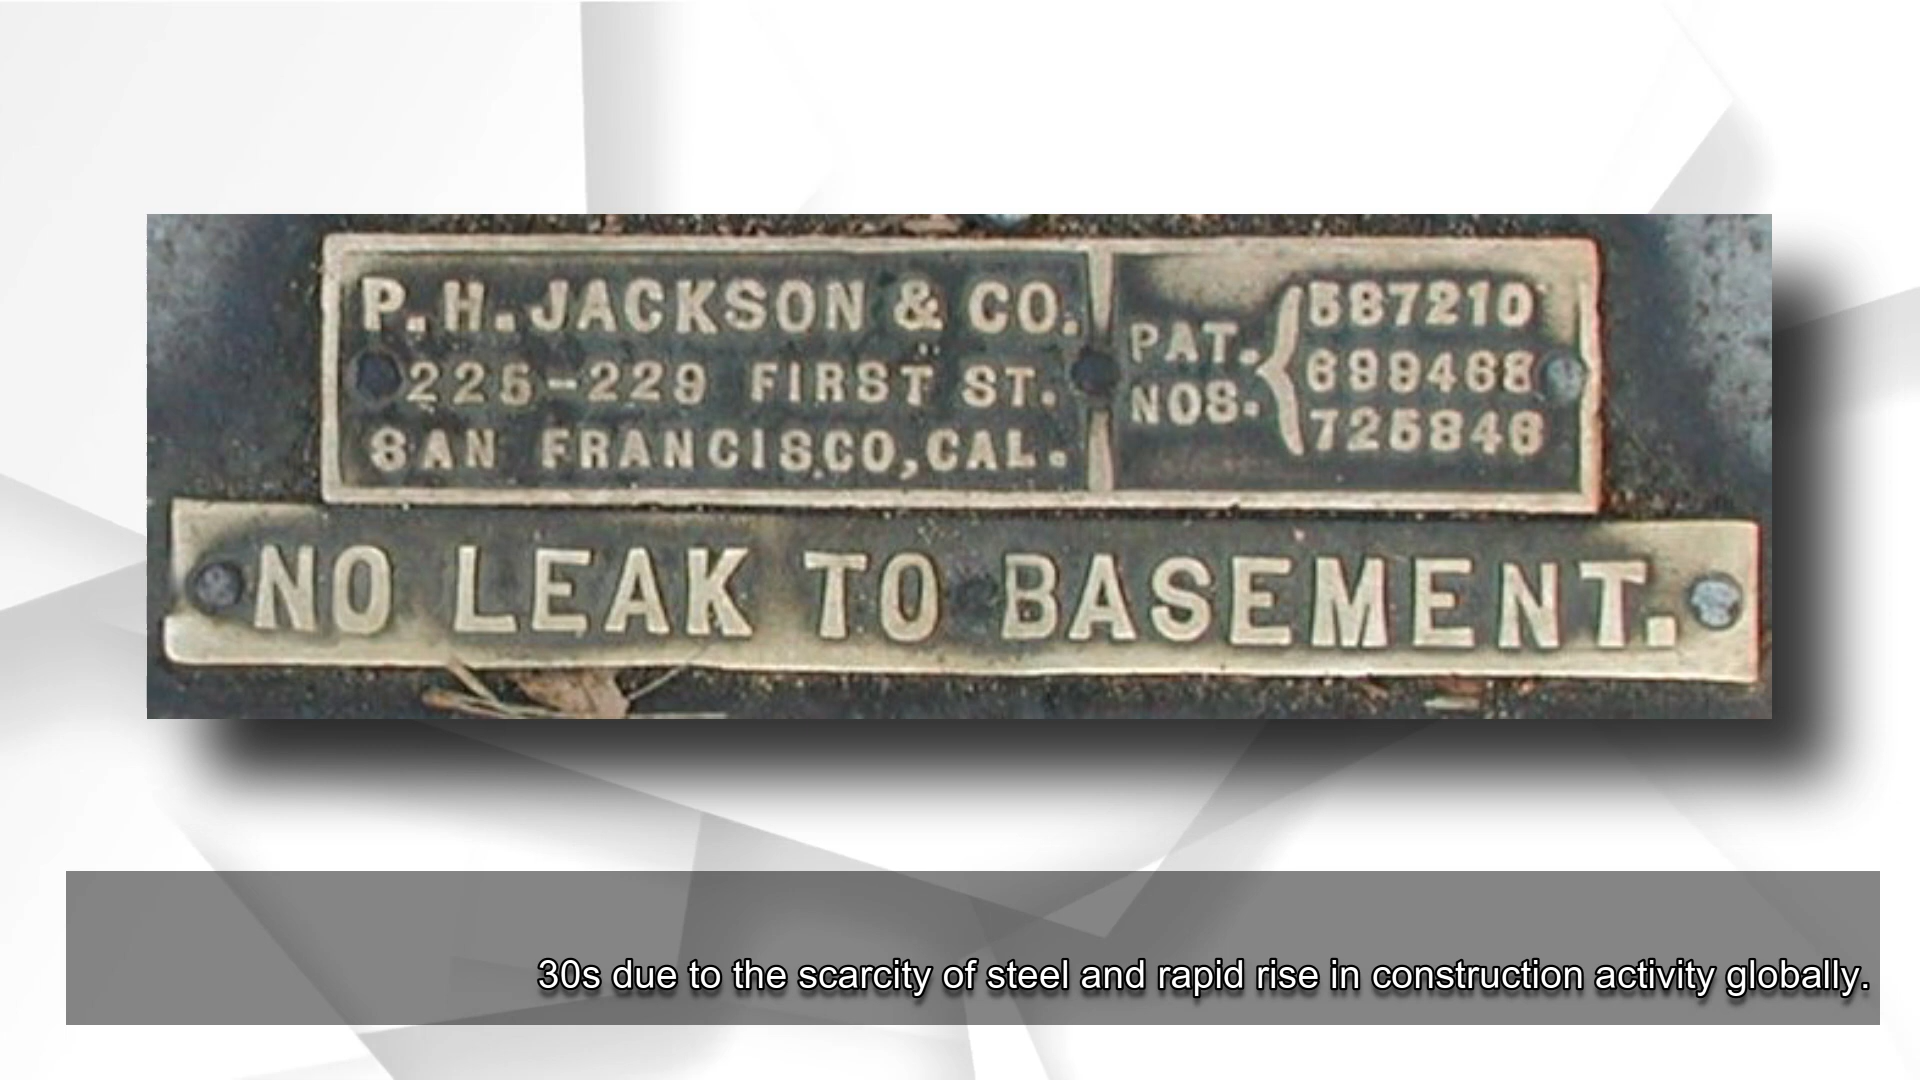 P.H.JACKSON & CO.
225-229 FIRST ST.
SAN FRANCISCO,CAL.
PAT.
NOS.
587210
699468
725846
NO LEAK TO BASEMENT.
30s due to the scarcity of steel and rapid rise in construction activity globally.